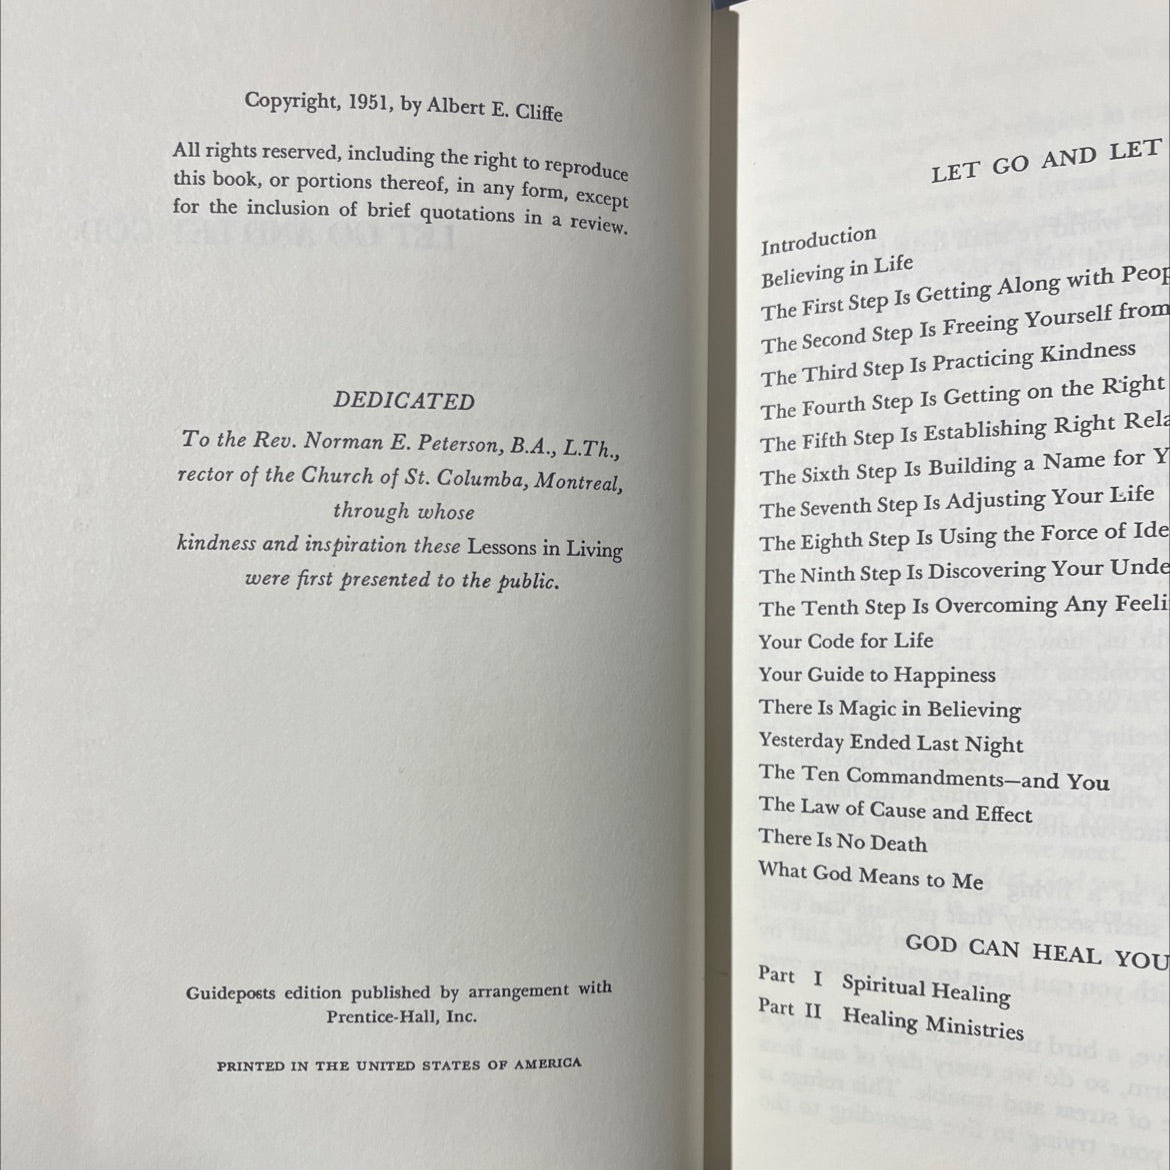 Copyright, 1951, by Albert E. Cliffe
All rights reserved, including the right to reproduce
this book, or portions thereof, in any form, except
for the inclusion of brief quotations in a review.
DEDICATED
To the Rev. Norman E. Peterson, B.A., L.Th.,
rector of the Church of St. Columba, Montreal,
through whose
kindness and inspiration these Lessons in Living
were first presented to the public.
Guideposts edition published by arrangement with
Prentice-Hall, Inc.
PRINTED IN THE UNITED STATES OF AMERICA
LET GO AND LET
Introduction
Believing in Life
The First Step Is Getting Along with Peop
The Second Step Is Freeing Yourself from
The Third Step Is Practicing Kindness
The Fourth Step Is Getting on the Right
The Fifth Step Is Establishing Right Rela
The Sixth Step Is Building a Name for Y
The Seventh Step Is Adjusting Your Life
The Eighth Step Is Using the Force of Ide
The Ninth Step Is Discovering Your Unde
The Tenth Step Is Overcoming Any Feeli
Your Code for Life
Your Guide to Happiness
There Is Magic in Believing
Yesterday Ended Last Night
The Ten Commandments—and You
The Law of Cause and Effect
There Is No Death
What God Means to Me
GOD CAN HEAL YOU
Part I Spiritual Healing
Part II Healing Ministries